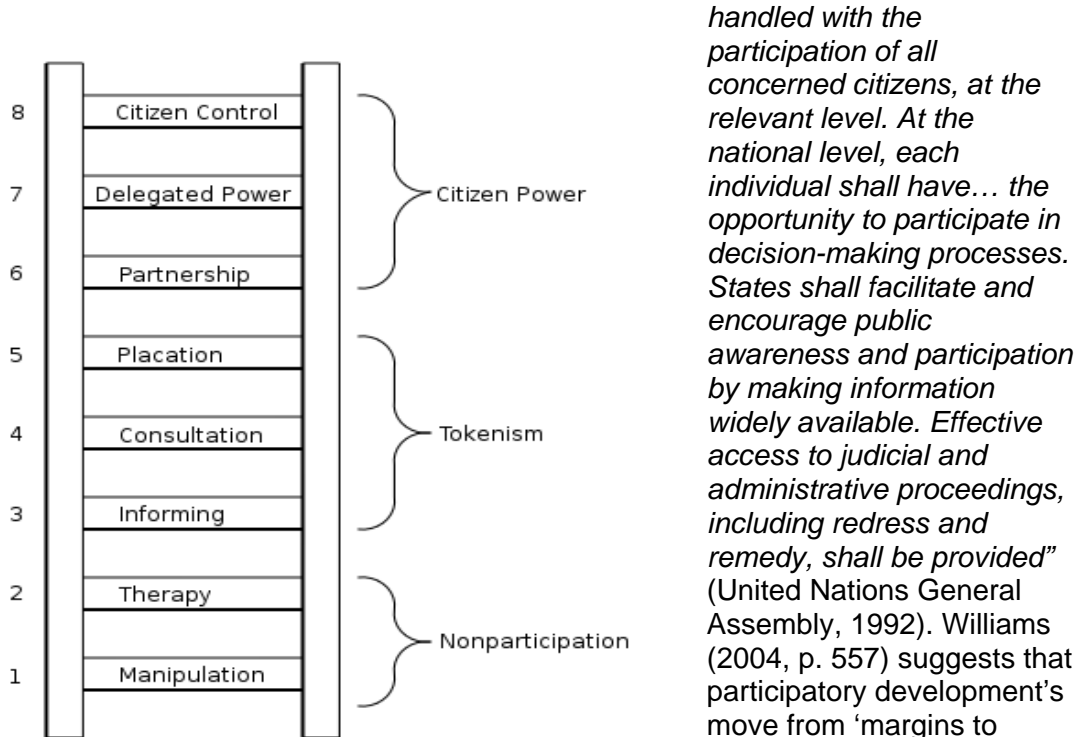 8 Citizen Control
7 Delegated Power
Citizen Power
6 Partnership
5 Placation
4 Consultation
Tokenism
3 Informing
2 Therapy
Nonparticipation
1 Manipulation
handled with the
participation of all
concerned citizens, at the
relevant level. At the
national level, each
individual shall have… the
opportunity to participate in
decision-making processes.
States shall facilitate and
encourage public
awareness and participation
by making information
widely available. Effective
access to judicial and
administrative proceedings,
including redress and
remedy, shall be provided”
(United Nations General
Assembly, 1992). Williams
(2004, p. 557) suggests that
participatory development’s
move from ‘margins to